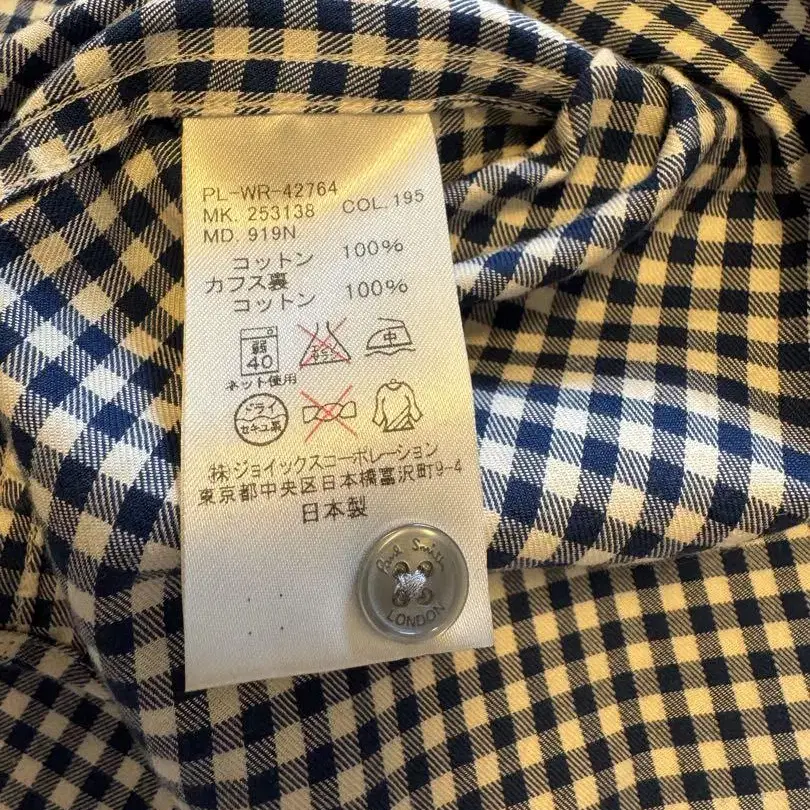 PL-WR-42764
MK. 253138 COL. 195
MD. 919N
コットン 100%
カフス裏
コットン 100%
弱
40
エンソ
サラシ
中
ネット使用
ドライ
セキユ系
㈱ジョイックスコーポレーション
東京都中央区日本橋富沢町9-4
日本製
Paul Smith
LONDON